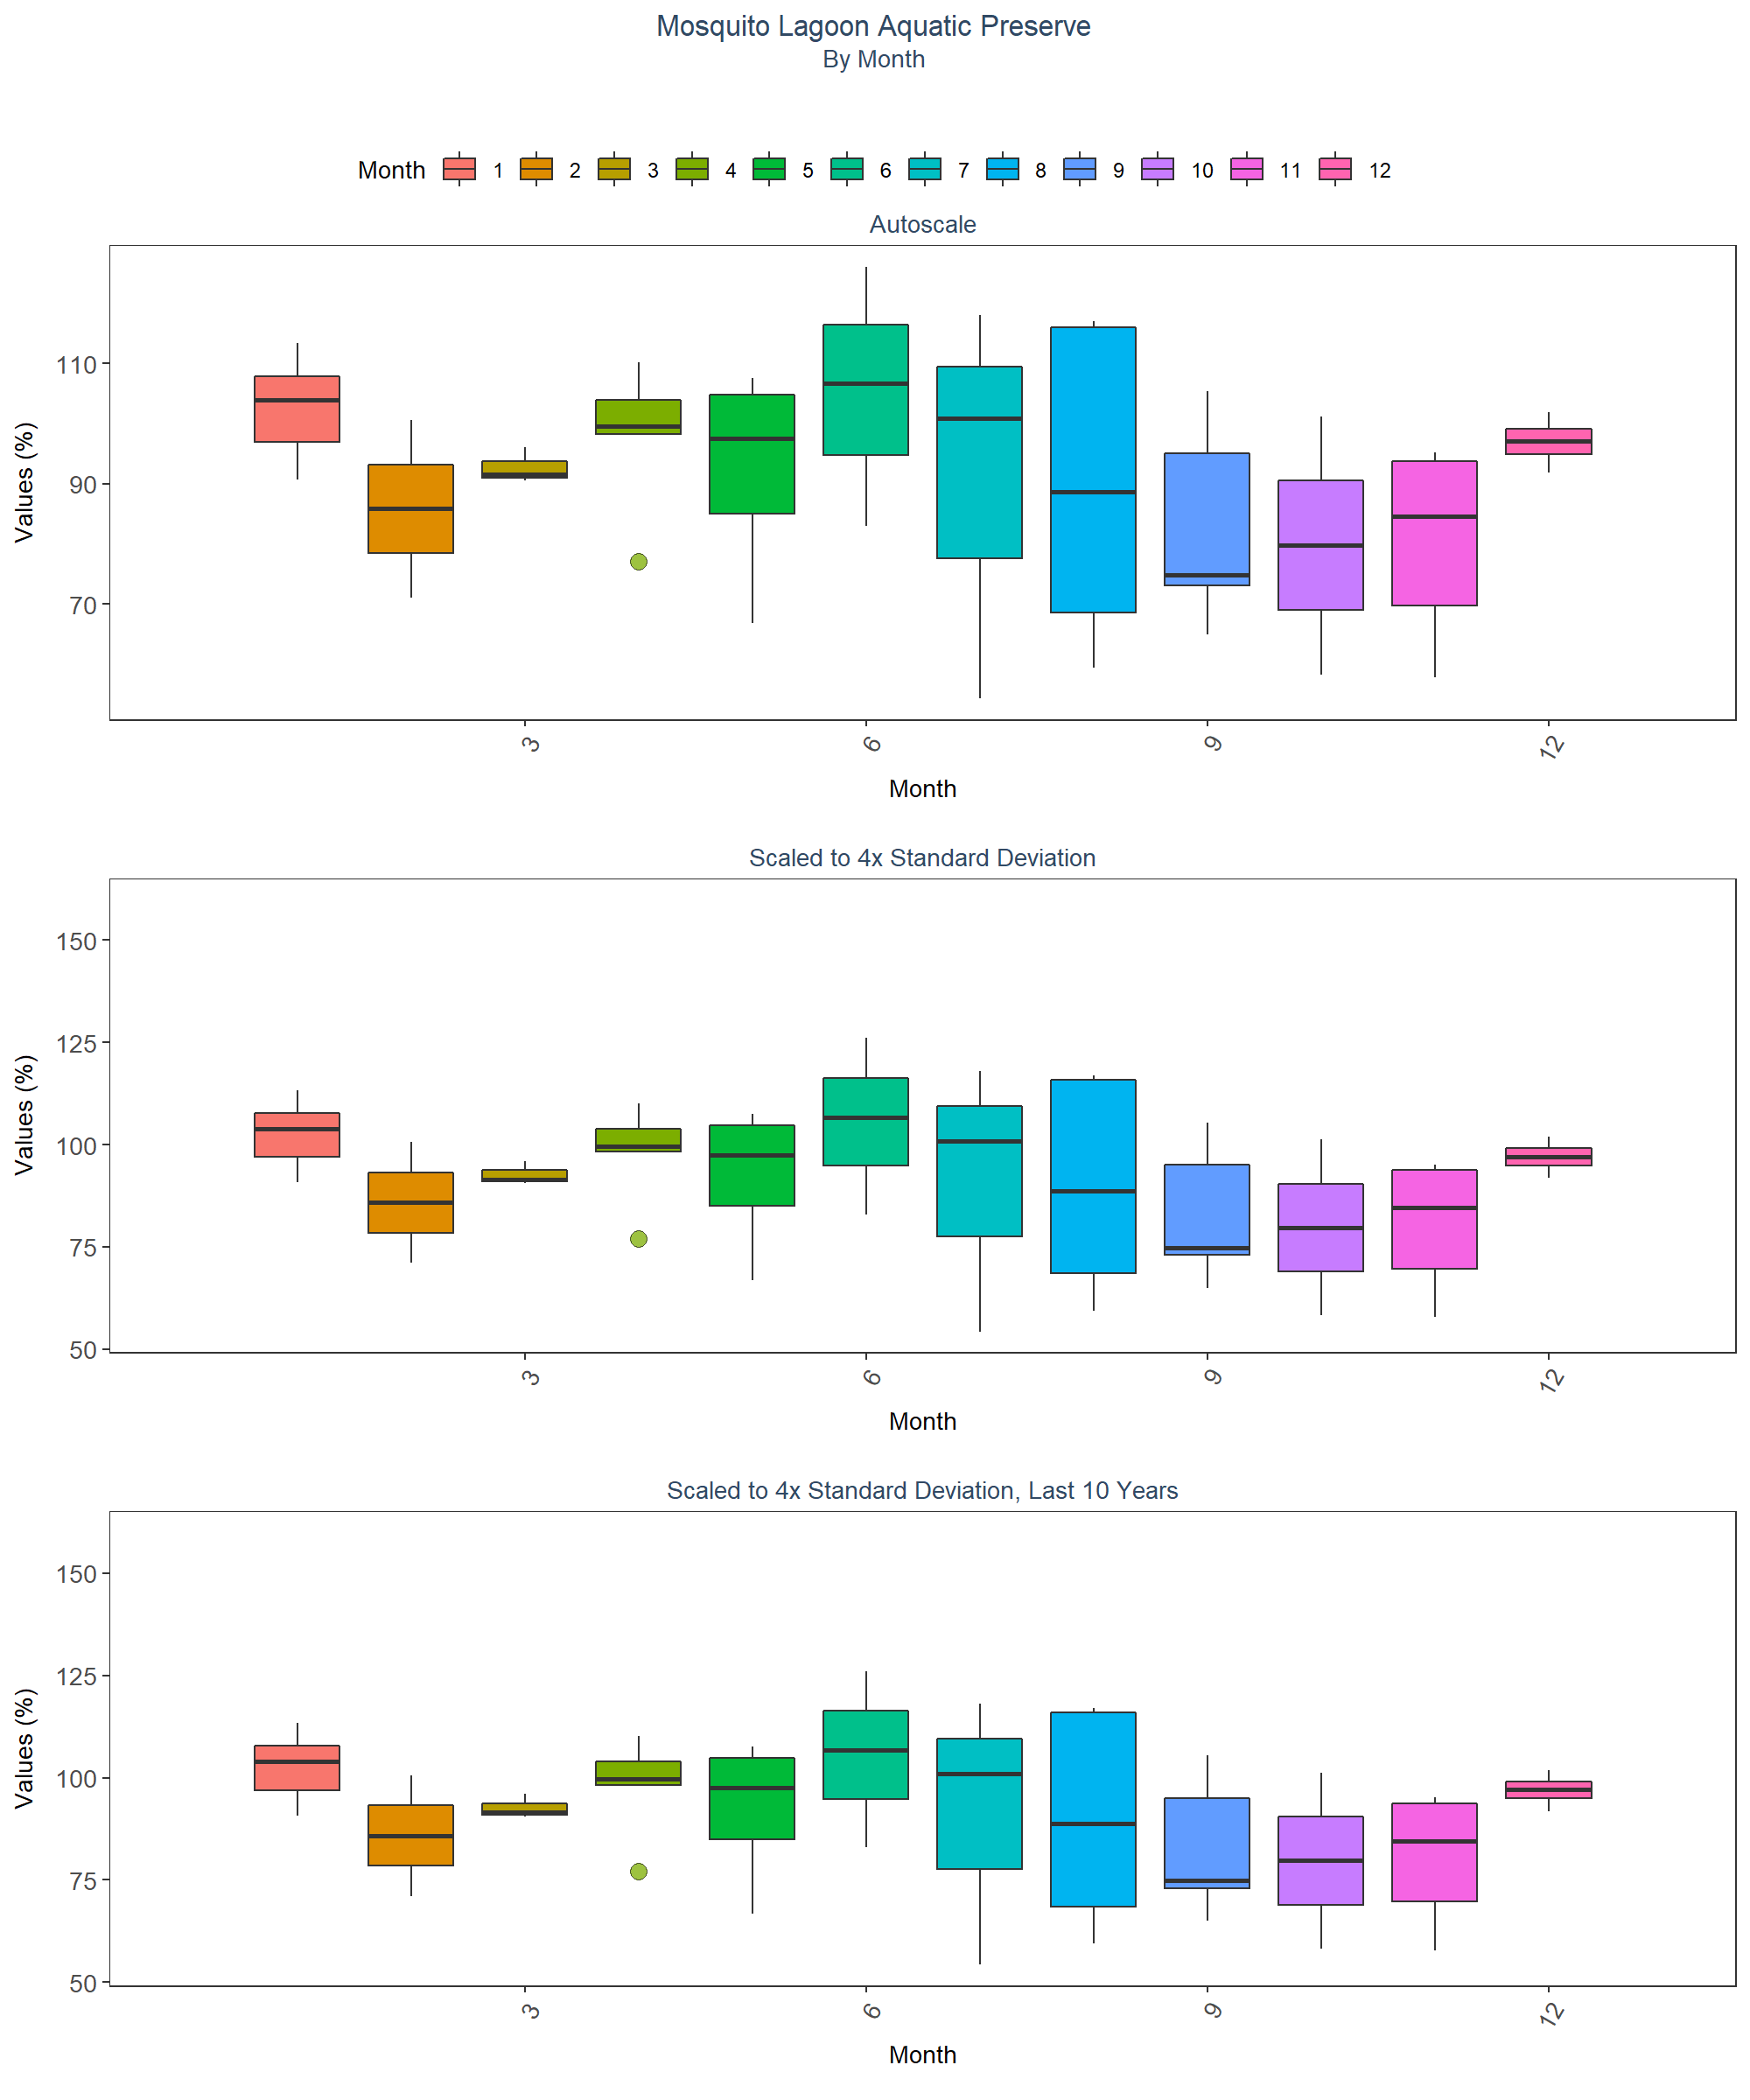 Mosquito Lagoon Aquatic Preserve
By Month
Month 1 2 3 4 5 6 7 8 9 10 11 12
Autoscale
110
90
70
Values (%)
3 6 9 12
Month
Scaled to 4x Standard Deviation
150
125
100
75
50
Values (%)
3 6 9 12
Month
Scaled to 4x Standard Deviation, Last 10 Years
150
125
100
75
50
Values (%)
3 6 9 12
Month